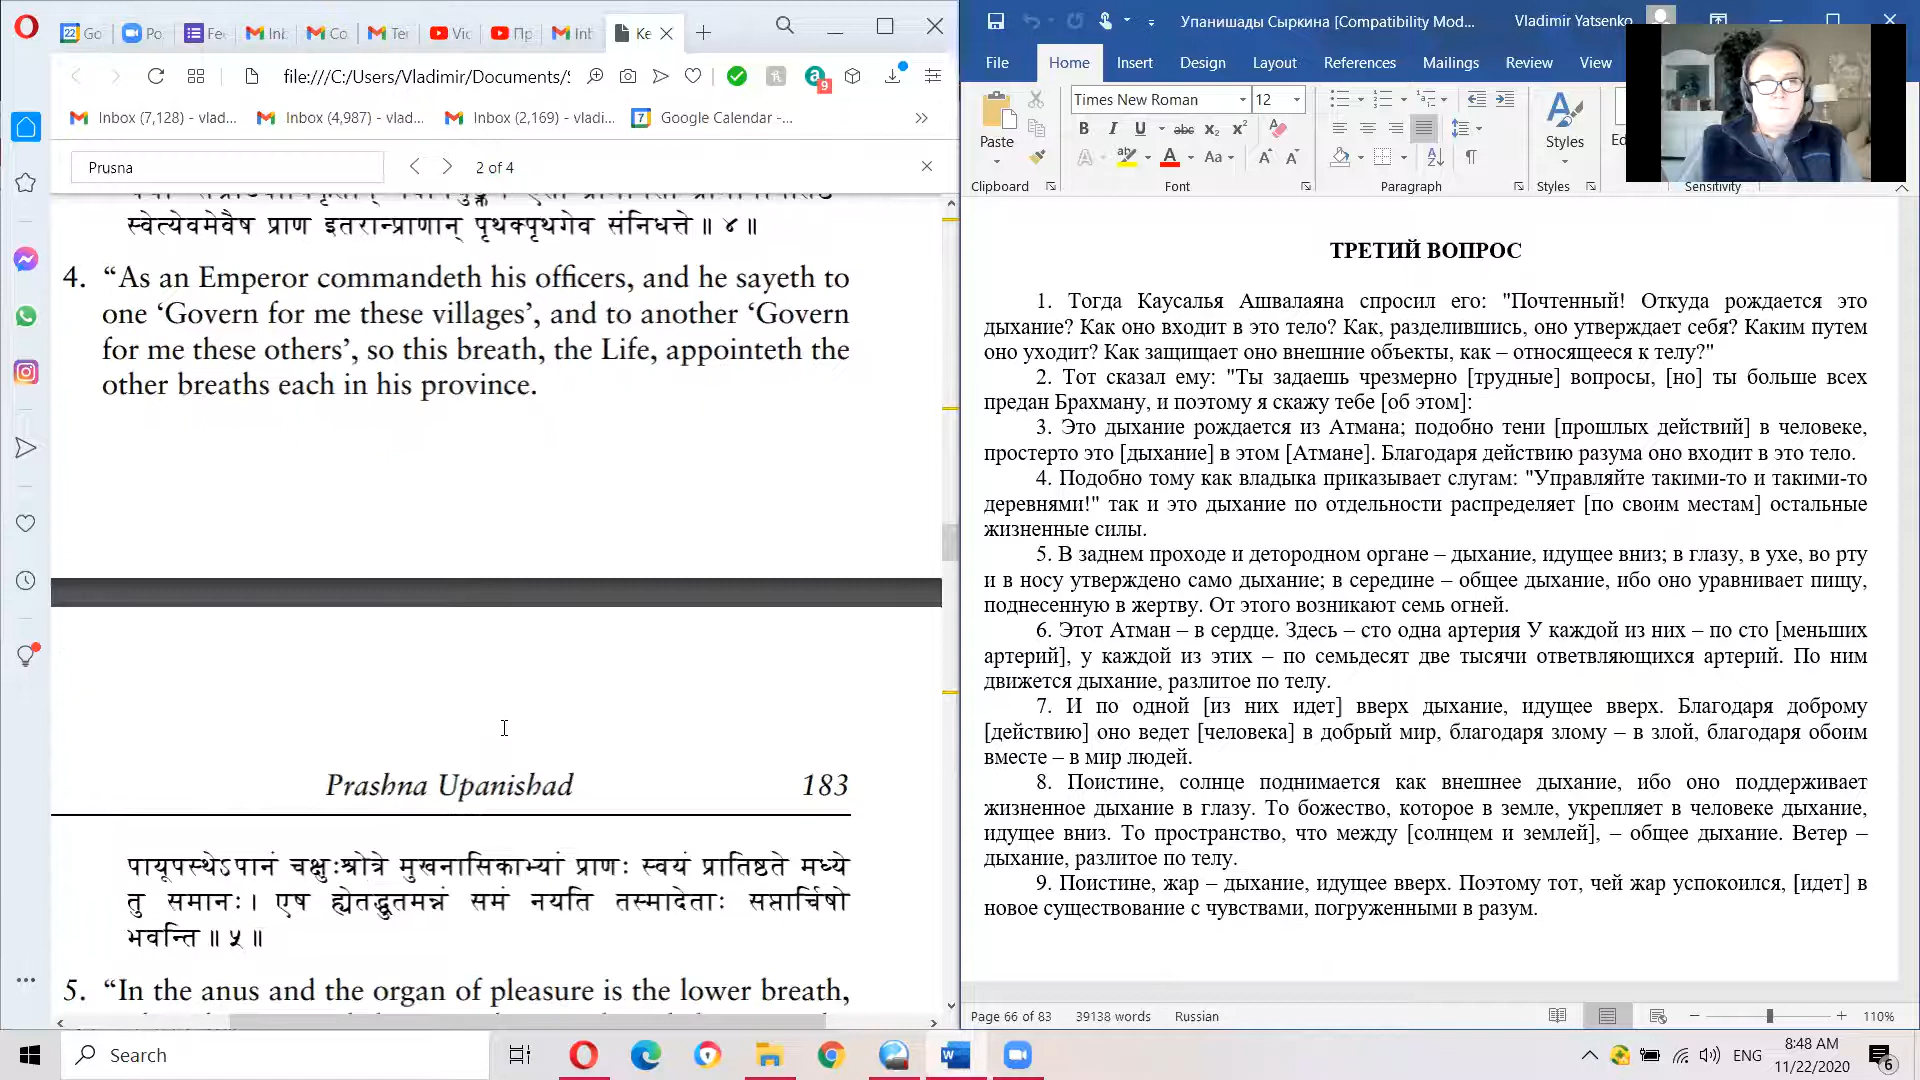 Go
Po
Fe
Inb
Co
Ter
Vic
Пр
Int
Ke
file:///C:/Users/Vladimir/Documents/S
9
Inbox (7,128) - vlad...
Inbox (4,987) - vlad...
Inbox (2,169) - vladi...
Google Calendar -...
Prusna
2 of 4
स्वेत्येवमेवैष प्राण इतरान्प्राणान् पृथक्पृथगेव संनिधत्ते ॥ ४ ॥
4. “As an Emperor commandeth his officers, and he sayeth to
one ‘Govern for me these villages’, and to another ‘Govern
for me these others’, so this breath, the Life, appointeth the
other breaths each in his province.
Prashna Upanishad 183
पायूपस्थेऽपानं चक्षुःश्रोत्रे मुखनासिकाभ्यां प्राणः स्वयं प्रातिष्ठते मध्ये
तु समानः। एष ह्येतद्धुतमन्नं समं नयति तस्मादेताः सप्तार्चिषो
भवन्ति ॥ ५ ॥
5. “In the anus and the organ of pleasure is the lower breath,
Упанишады Сыркина [Compatibility Mod...
Vladimir Yatsenko
File Home Insert Design Layout References Mailings Review View
Times New Roman 12
Paste
Styles
Clipboard Font Paragraph Styles Sensitivity
ТРЕТИЙ ВОПРОС
1. Тогда Каусалья Ашвалаяна спросил его: "Почтенный! Откуда рождается это
дыхание? Как оно входит в это тело? Как, разделившись, оно утверждает себя? Каким путем
оно уходит? Как защищает оно внешние объекты, как – относящееся к телу?"
2. Тот сказал ему: "Ты задаешь чрезмерно [трудные] вопросы, [но] ты больше всех
предан Брахману, и поэтому я скажу тебе [об этом]:
3. Это дыхание рождается из Атмана; подобно тени [прошлых действий] в человеке,
простерто это [дыхание] в этом [Атмане]. Благодаря действию разума оно входит в это тело.
4. Подобно тому как владыка приказывает слугам: "Управляйте такими-то и такими-то
деревнями!" так и это дыхание по отдельности распределяет [по своим местам] остальные
жизненные силы.
5. В заднем проходе и детородном органе – дыхание, идущее вниз; в глазу, в ухе, во рту
и в носу утверждено само дыхание; в середине – общее дыхание, ибо оно уравнивает пищу,
поднесенную в жертву. От этого возникают семь огней.
6. Этот Атман – в сердце. Здесь – сто одна артерия У каждой из них – по сто [меньших
артерий], у каждой из этих – по семьдесят две тысячи ответвляющихся артерий. По ним
движется дыхание, разлитое по телу.
7. И по одной [из них идет] вверх дыхание, идущее вверх. Благодаря доброму
[действию] оно ведет [человека] в добрый мир, благодаря злому – в злой, благодаря обоим
вместе – в мир людей.
8. Поистине, солнце поднимается как внешнее дыхание, ибо оно поддерживает
жизненное дыхание в глазу. То божество, которое в земле, укрепляет в человеке дыхание,
идущее вниз. То пространство, что между [солнцем и землей], – общее дыхание. Ветер –
дыхание, разлитое по телу.
9. Поистине, жар – дыхание, идущее вверх. Поэтому тот, чей жар успокоился, [идет] в
новое существование с чувствами, погруженными в разум.
Page 66 of 83 39138 words Russian 110%
Search
ENG
8:48 AM
11/22/2020
6